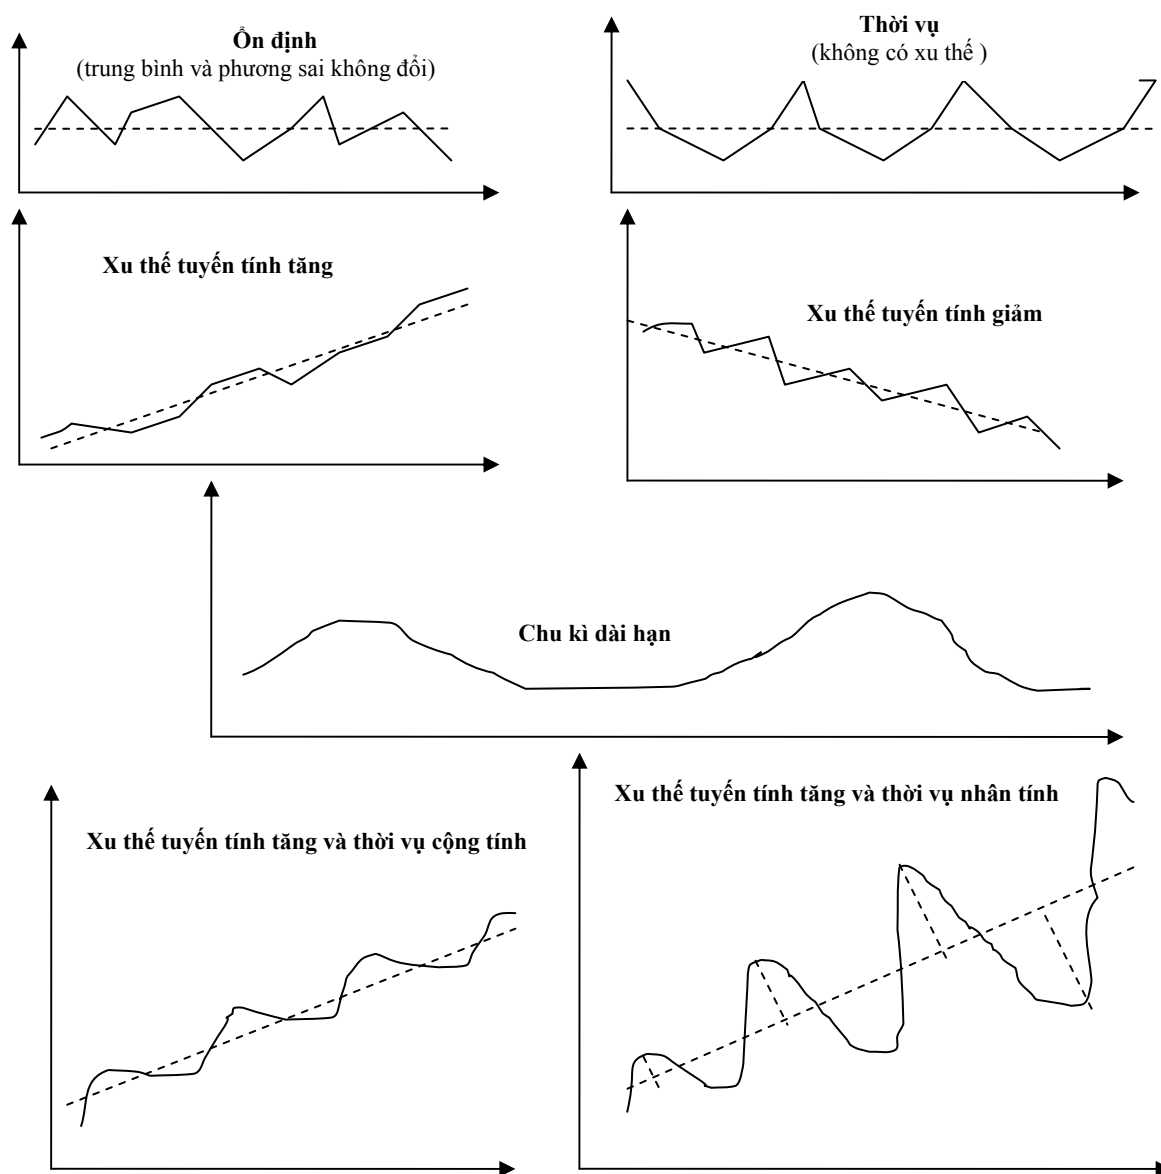 Ổn định
(trung bình và phương sai không đổi)
Thời vụ
(không có xu thế )
Xu thế tuyến tính tăng
Xu thế tuyến tính giảm
Chu kì dài hạn
Xu thế tuyến tính tăng và thời vụ nhân tính
Xu thế tuyến tính tăng và thời vụ cộng tính